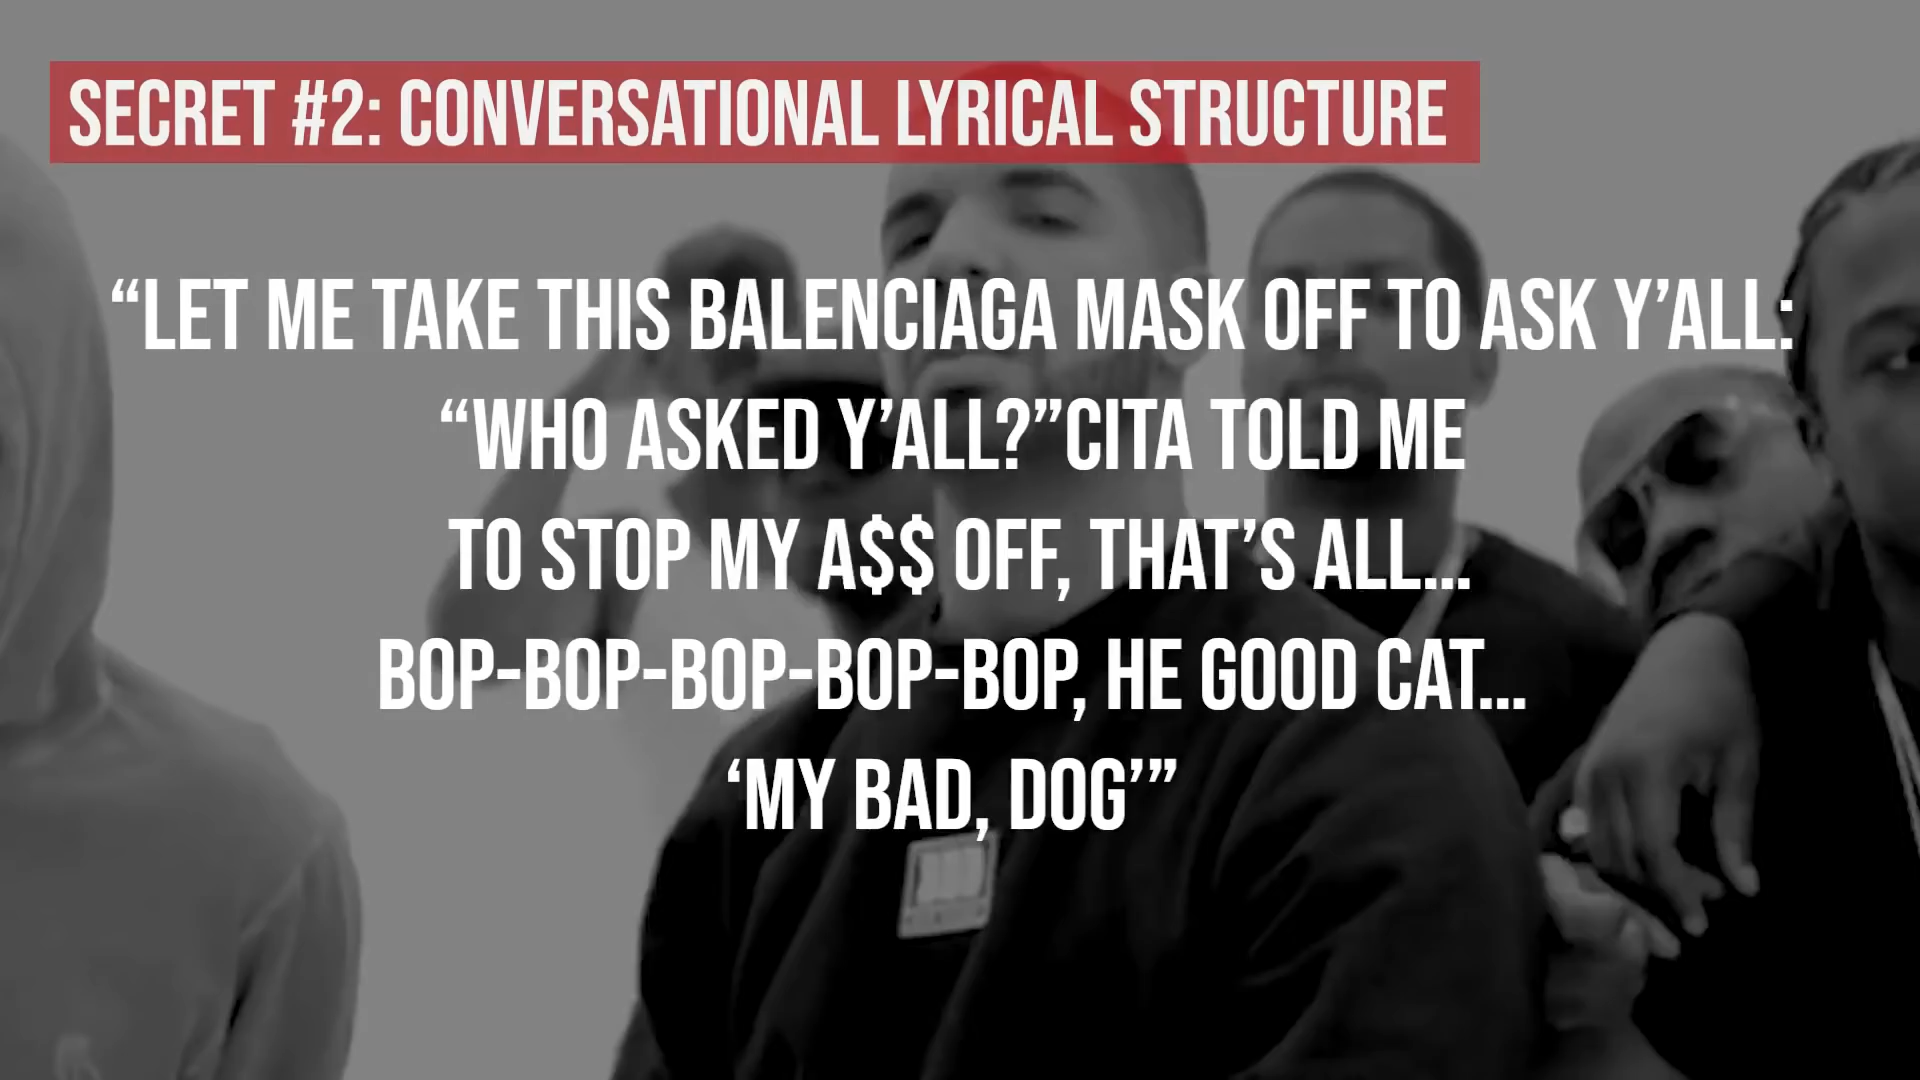 SECRET #2: CONVERSATIONAL LYRICAL STRUCTURE
“LET ME TAKE THIS BALENCIAGA MASK OFF TO ASK Y’ALL:
“WHO ASKED Y’ALL?”CITA TOLD ME
TO STOP MY A$$ OFF, THAT’S ALL...
BOP-BOP-BOP-BOP-BOP, HE GOOD CAT...
‘MY BAD, DOG’”